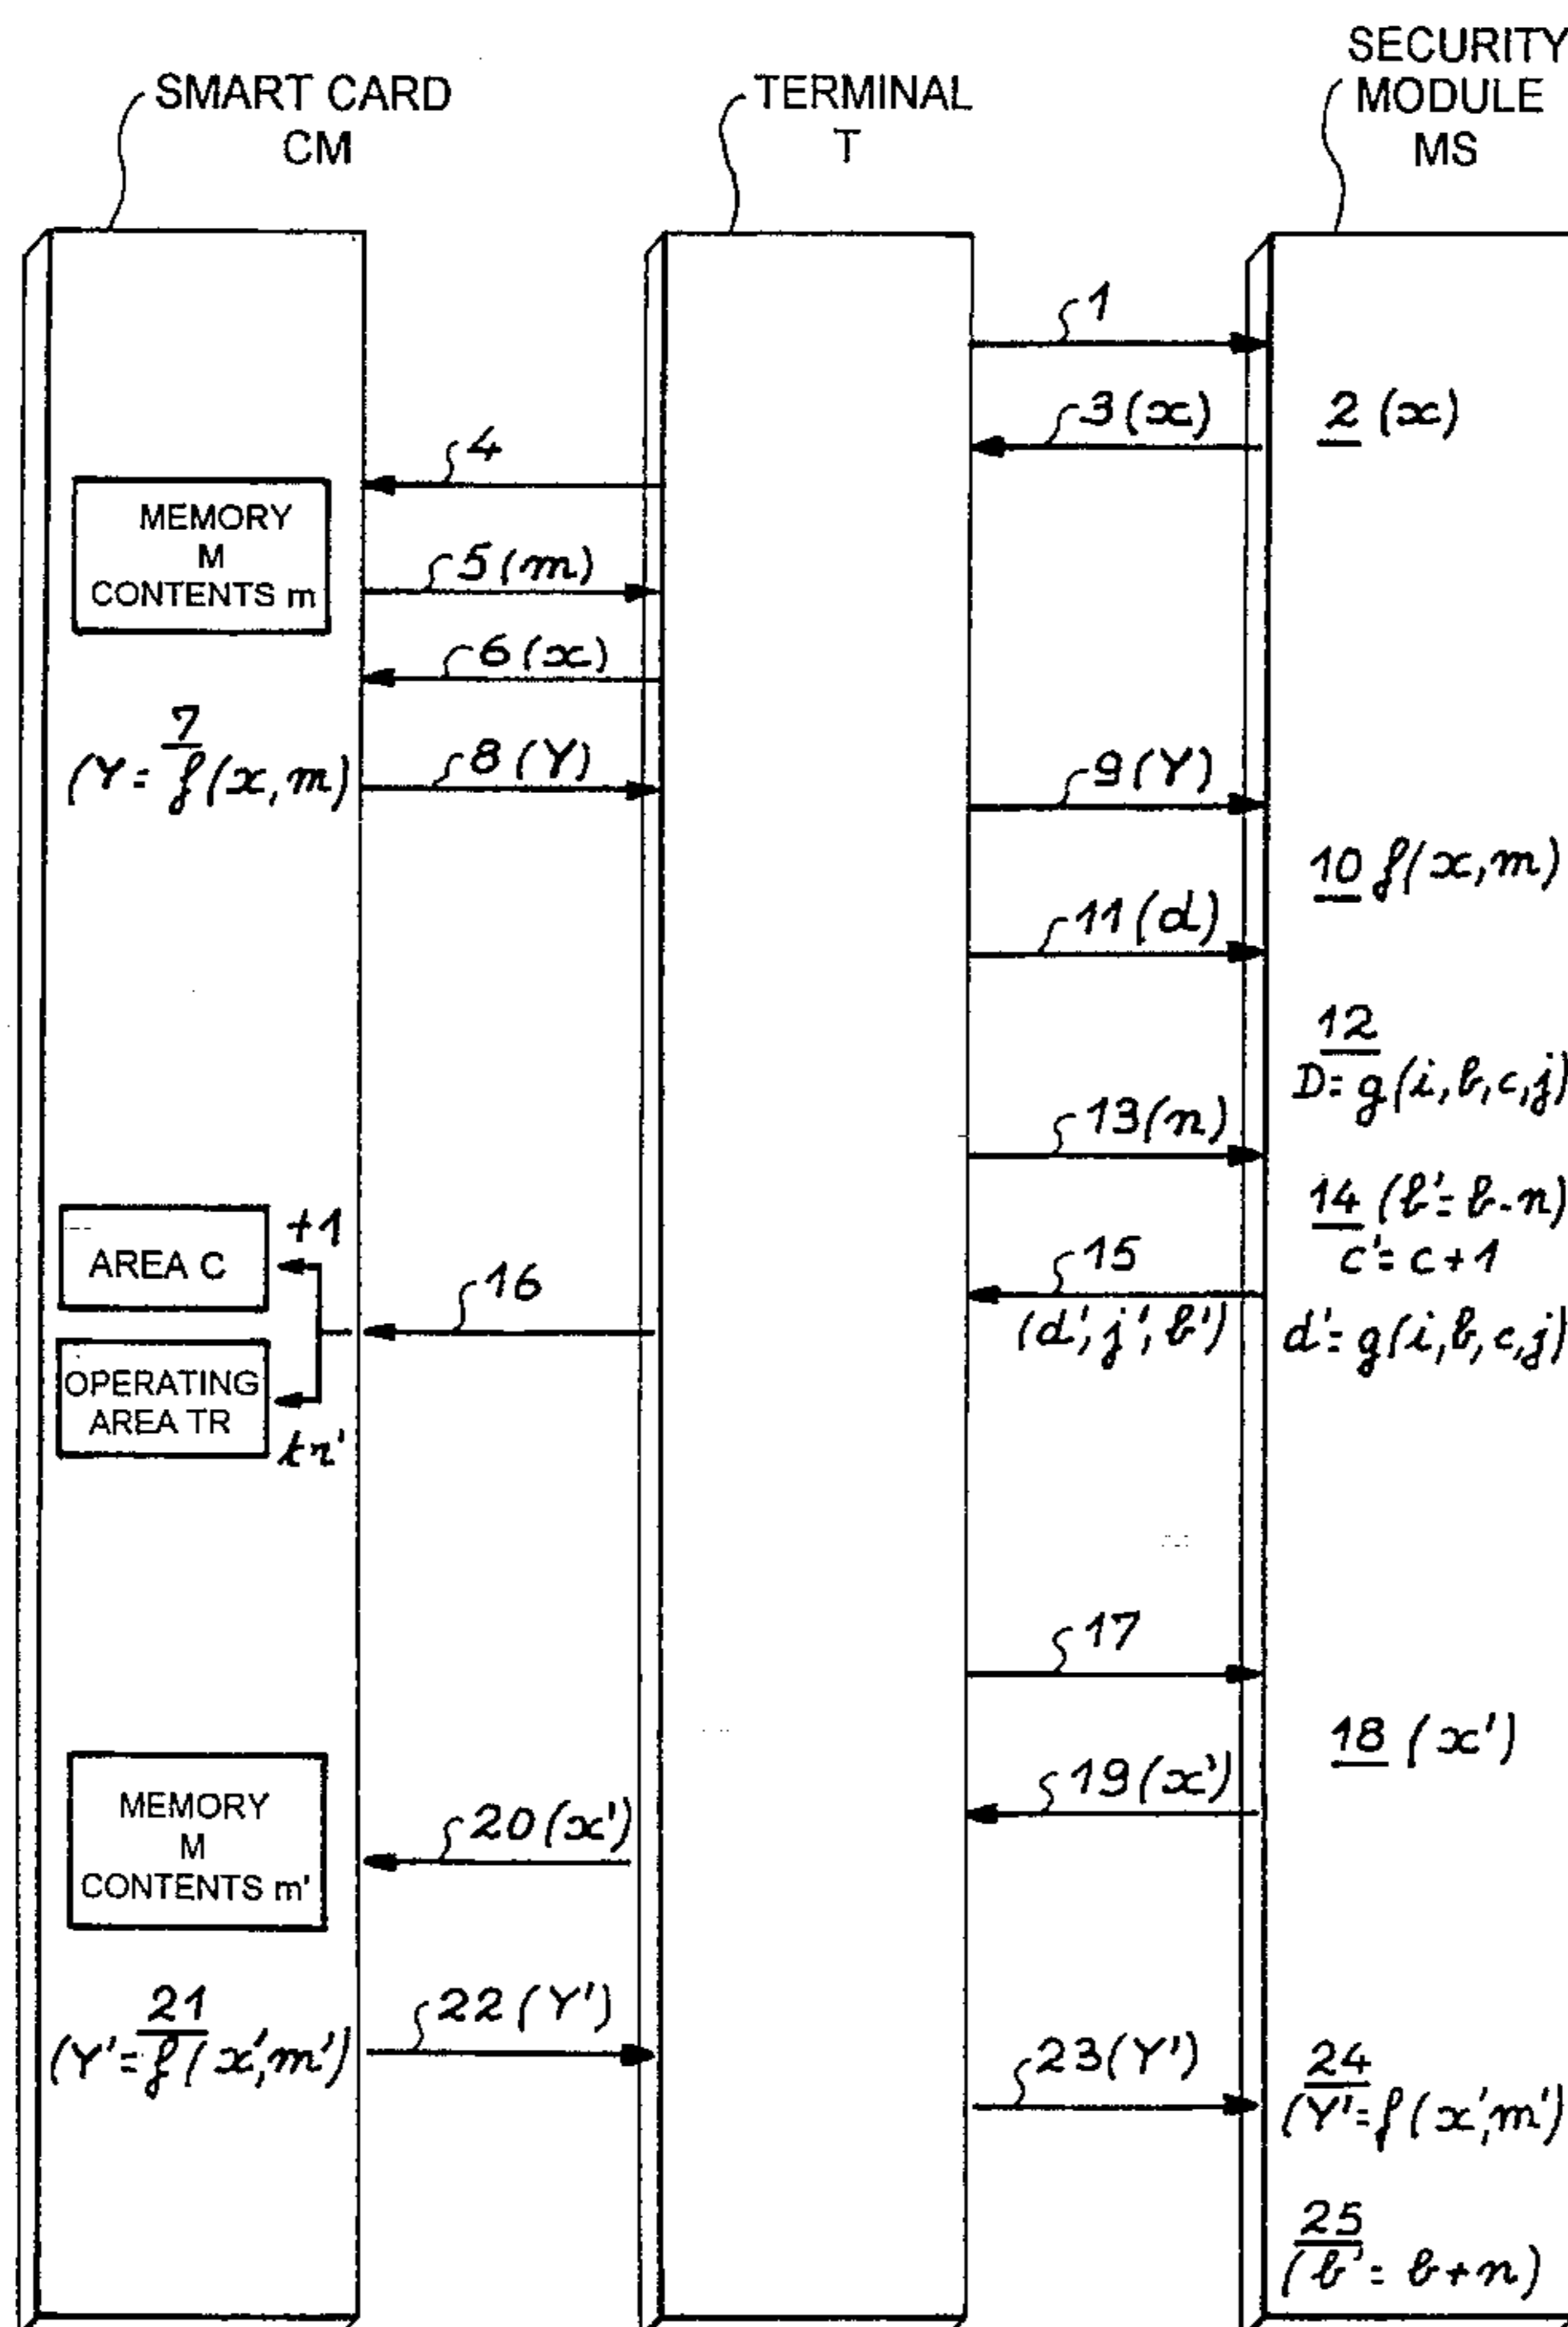 SMART CARD
CM
TERMINAL
T
SECURITY
MODULE
MS
1
2 (x)
3 (x)
4
MEMORY
M
CONTENTS m
5 (m)
6 (x)
7
(Y = f(x, m)
8 (Y)
9 (Y)
10 f(x, m)
11 (d)
12
D = g(i, b, c, j)
13 (n)
14 (b' = b - n)
c' = c + 1
AREA C
+1
15
(d', j', b')
d' = g(i, b, c, j)
16
OPERATING
AREA TR
tr'
17
18 (x')
19 (x')
MEMORY
M
CONTENTS m'
20 (x')
21
(Y' = f(x', m')
22 (Y')
23 (Y')
24
(Y' = f(x', m')
25
(b' = b + n)